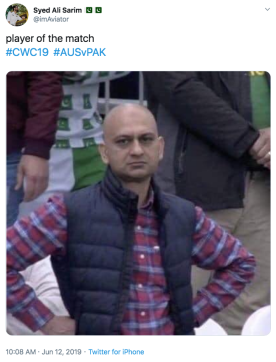 Syed Ali Sarim 🇵🇰 🇵🇰
@imAviator
player of the match
#CWC19 #AUSvPAK
10:08 AM · Jun 12, 2019 · Twitter for iPhone